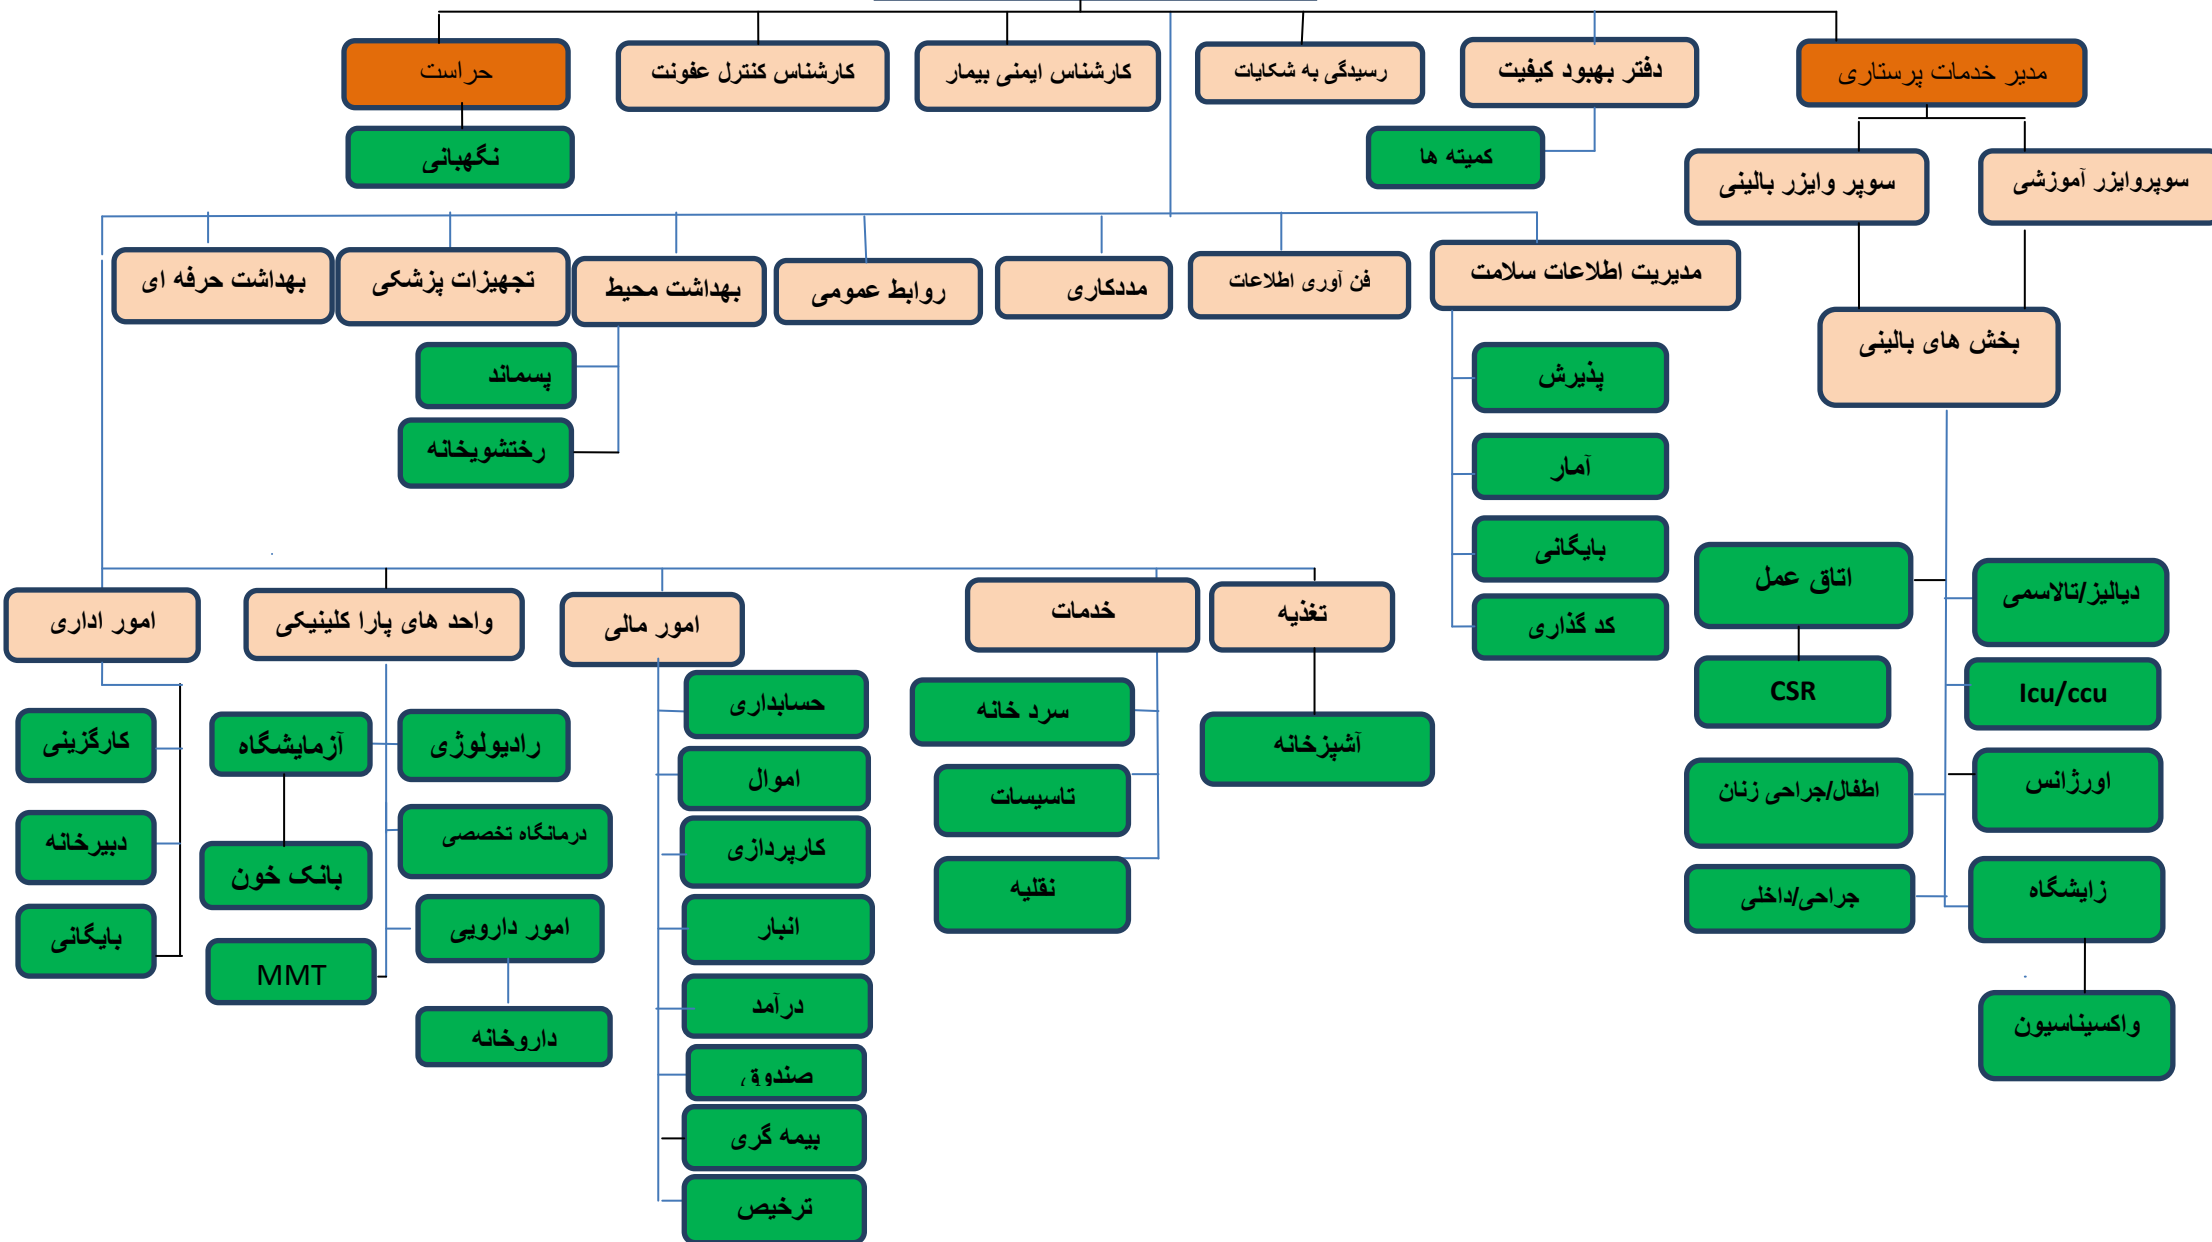 مدیر خدمات پرستاری
دفتر بهبود کیفیت
رسیدگی به شکایات
کارشناس ایمنی بیمار
کارشناس کنترل عفونت
حراست
نگهبانی
کمیته ها
سوپروایزر آموزشی
سوپر وایزر بالینی
بخش های بالینی
مدیریت اطلاعات سلامت
فن آوری اطلاعات
مددکاری
روابط عمومی
بهداشت محیط
تجهیزات پزشکی
بهداشت حرفه ای
پذیرش
آمار
بایگانی
کد گذاری
پسماند
رختشویخانه
دیالیز/تالاسمی
اتاق عمل
Icu/ccu
CSR
اورژانس
اطفال/جراحی زنان
زایشگاه
جراحی/داخلی
واکسیناسیون
تغذیه
خدمات
امور مالی
واحد های پارا کلینیکی
امور اداری
آشپزخانه
سرد خانه
تاسیسات
نقلیه
حسابداری
اموال
کارپردازی
انبار
درآمد
صندوق
بیمه گری
ترخیص
رادیولوژی
آزمایشگاه
درمانگاه تخصصی
بانک خون
امور دارویی
MMT
داروخانه
کارگزینی
دبیرخانه
بایگانی